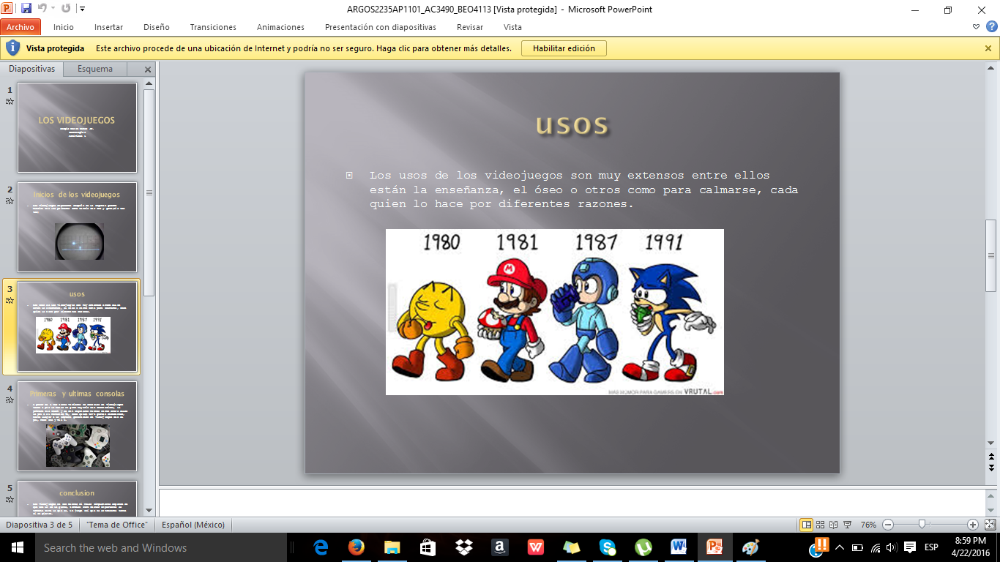 ARGOS2235AP1101_AC3490_BEO4113 [Vista protegida] - Microsoft PowerPoint
Archivo Inicio Insertar Diseño Transiciones Animaciones Presentación con diapositivas Revisar Vista
Vista protegida Este archivo procede de una ubicación de Internet y podría no ser seguro. Haga clic para obtener más detalles. Habilitar edición
Diapositivas Esquema
1
LOS VIDEOJUEGOS
2
Inicios de los videojuegos
3
usos
1980 1981 1987 1991
4
Primeras y ultimas consolas
5
conclusion
usos
Los usos de los videojuegos son muy extensos entre ellos
están la enseñanza, el óseo o otros como para calmarse, cada
quien lo hace por diferentes razones.
1980 1981 1987 1991
M
MÁS HUMOR PARA GAMERS EN VRUTAL.com
Diapositiva 3 de 5 "Tema de Office" Español (México) 76%
Search the web and Windows
ESP
8:59 PM
4/22/2016